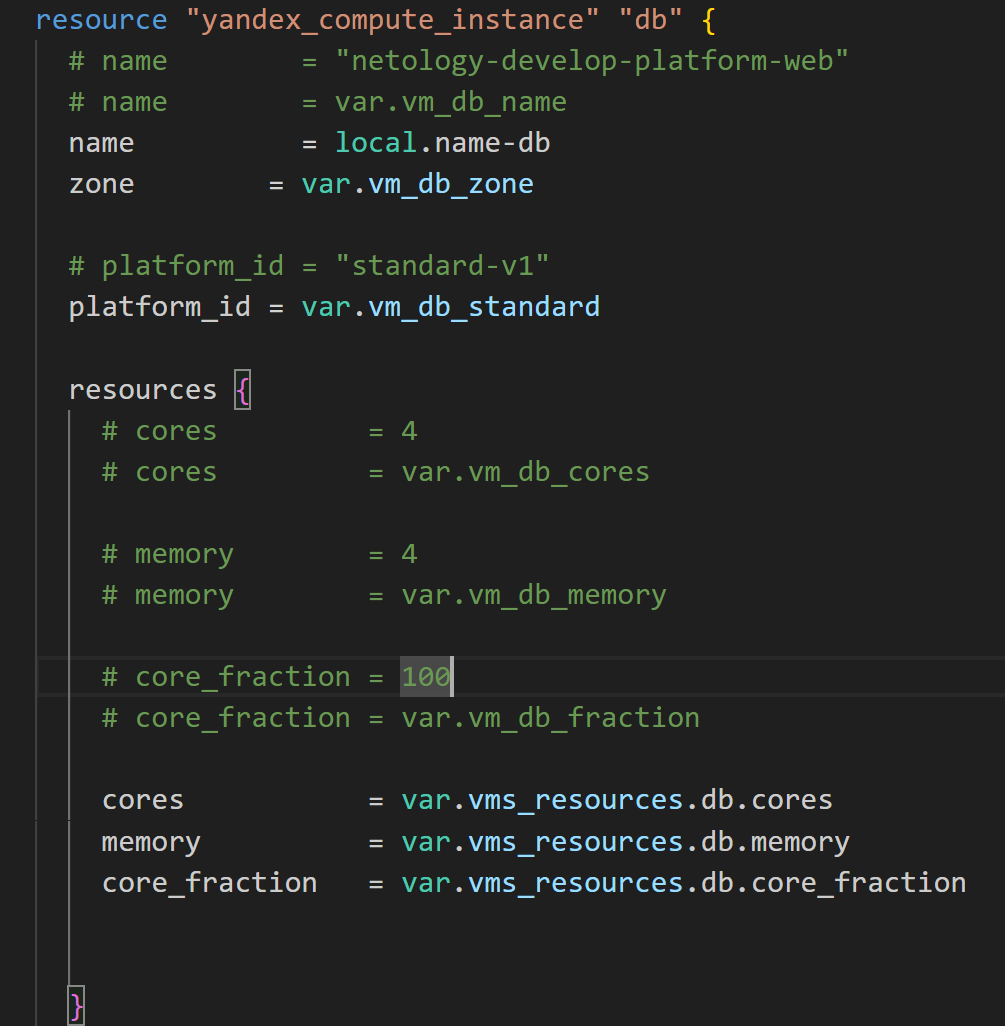 resource "yandex_compute_instance" "db" {
  # name        = "netology-develop-platform-web"
  # name        = var.vm_db_name
  name          = local.name-db
  zone        = var.vm_db_zone

  # platform_id = "standard-v1"
  platform_id = var.vm_db_standard

  resources {
    # cores         = 4
    # cores         = var.vm_db_cores

    # memory        = 4
    # memory        = var.vm_db_memory

    # core_fraction = 100
    # core_fraction = var.vm_db_fraction

    cores           = var.vms_resources.db.cores
    memory          = var.vms_resources.db.memory
    core_fraction   = var.vms_resources.db.core_fraction


  }